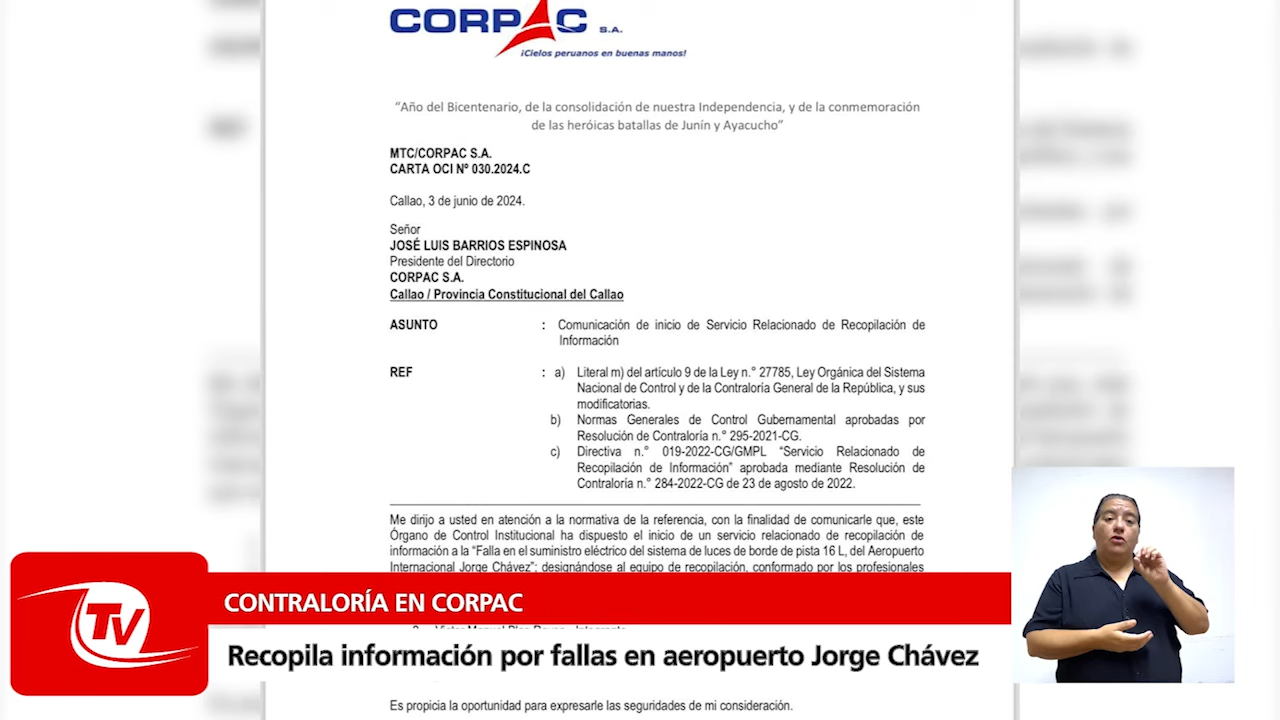 CORPAC S.A.
¡Cielos peruanos en buenas manos!
“Año del Bicentenario, de la consolidación de nuestra Independencia, y de la conmemoración
de las heróicas batallas de Junín y Ayacucho”
MTC/CORPAC S.A.
CARTA OCI Nº 030.2024.C
Callao, 3 de junio de 2024.
Señor
JOSÉ LUIS BARRIOS ESPINOSA
Presidente del Directorio
CORPAC S.A.
Callao / Provincia Constitucional del Callao
ASUNTO : Comunicación de inicio de Servicio Relacionado de Recopilación de
Información
REF : a) Literal m) del artículo 9 de la Ley n.° 27785, Ley Orgánica del Sistema
Nacional de Control y de la Contraloría General de la República, y sus
modificatorias.
b) Normas Generales de Control Gubernamental aprobadas por
Resolución de Contraloría n.° 295-2021-CG.
c) Directiva n.° 019-2022-CG/GMPL “Servicio Relacionado de
Recopilación de Información” aprobada mediante Resolución de
Contraloría n.° 284-2022-CG de 23 de agosto de 2022.
Me dirijo a usted en atención a la normativa de la referencia, con la finalidad de comunicarle que, este
Órgano de Control Institucional ha dispuesto el inicio de un servicio relacionado de recopilación de
información a la “Falla en el suministro eléctrico del sistema de luces de borde de pista 16 L, del Aeropuerto
Internacional Jorge Chávez”; designándose al equipo de recopilación, conformado por los profesionales
TV
CONTRALORÍA EN CORPAC
Recopila información por fallas en aeropuerto Jorge Chávez
Es propicia la oportunidad para expresarle las seguridades de mi consideración.